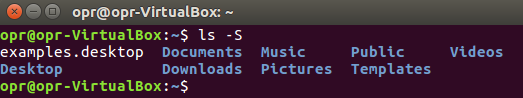 opr@opr-VirtualBox: ~
opr@opr-VirtualBox:~$ ls -S
examples.desktop Documents Music Public Videos
Desktop Downloads Pictures Templates
opr@opr-VirtualBox:~$